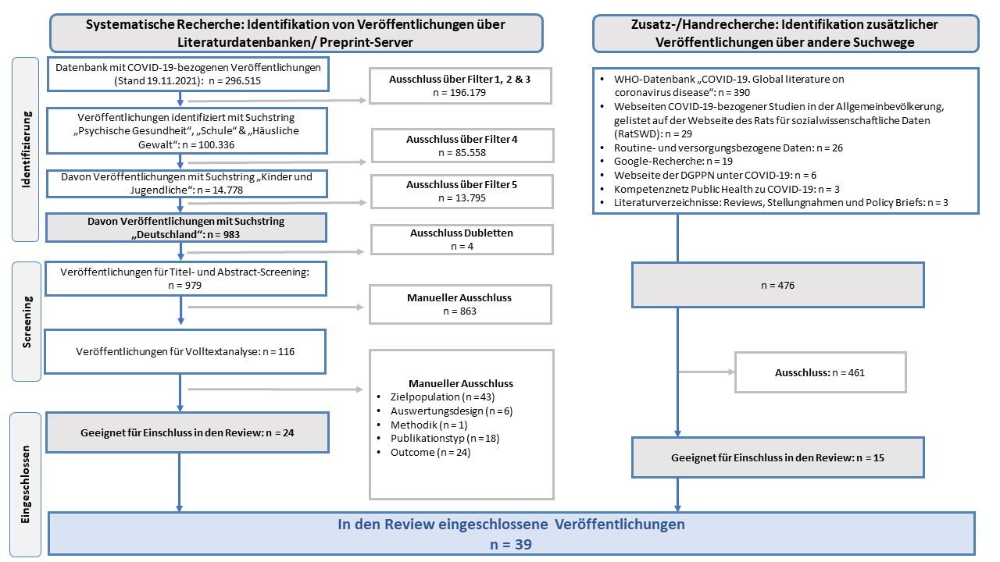 Systematische Recherche: Identifikation von Veröffentlichungen über
Literaturdatenbanken/ Preprint-Server
Identifizierung
Datenbank mit COVID-19-bezogenen Veröffentlichungen
(Stand 19.11.2021): n = 296.515
Ausschluss über Filter 1, 2 & 3
n = 196.179
Veröffentlichungen identifiziert mit Suchstring
„Psychische Gesundheit“, „Schule“ & „Häusliche
Gewalt“: n = 100.336
Ausschluss über Filter 4
n = 85.558
Davon Veröffentlichungen mit Suchstring „Kinder und
Jugendliche“: n = 14.778
Ausschluss über Filter 5
n = 13.795
Davon Veröffentlichungen mit Suchstring
„Deutschland“: n = 983
Ausschluss Dubletten
n = 4
Screening
Veröffentlichungen für Titel- und Abstract-Screening:
n = 979
Manueller Ausschluss
n = 863
Veröffentlichungen für Volltextanalyse: n = 116
Manueller Ausschluss
• Zielpopulation (n = 43)
• Auswertungsdesign (n = 6)
• Methodik (n = 1)
• Publikationstyp (n = 18)
• Outcome (n = 24)
Eingeschlossen
Geeignet für Einschluss in den Review: n = 24
Zusatz-/Handrecherche: Identifikation zusätzlicher
Veröffentlichungen über andere Suchwege
• WHO-Datenbank „COVID-19. Global literature on
coronavirus disease“: n = 390
• Webseiten COVID-19-bezogener Studien in der Allgemeinbevölkerung,
gelistet auf der Webseite des Rats für sozialwissenschaftliche Daten
(RatSWD): n = 29
• Routine- und versorgungsbezogene Daten: n = 26
• Google-Recherche: n = 19
• Webseite der DGPPN unter COVID-19: n = 6
• Kompetenznetz Public Health zu COVID-19: n = 3
• Literaturverzeichnisse: Reviews, Stellungnahmen und Policy Briefs: n = 3
n = 476
Ausschluss: n = 461
Geeignet für Einschluss in den Review: n = 15
In den Review eingeschlossene Veröffentlichungen
n = 39